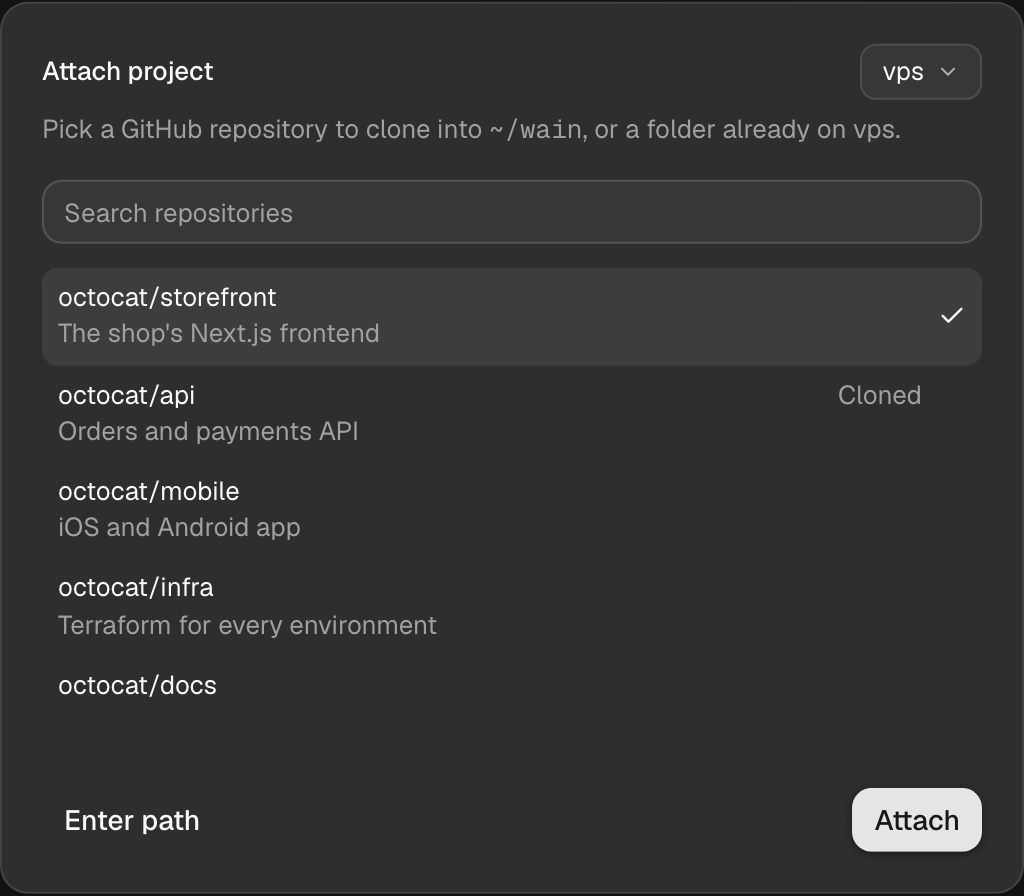 Attach project
vps
Pick a GitHub repository to clone into ~/wain, or a folder already on vps.
Search repositories
octocat/storefront
The shop's Next.js frontend
octocat/api
Cloned
Orders and payments API
octocat/mobile
iOS and Android app
octocat/infra
Terraform for every environment
octocat/docs
Enter path
Attach